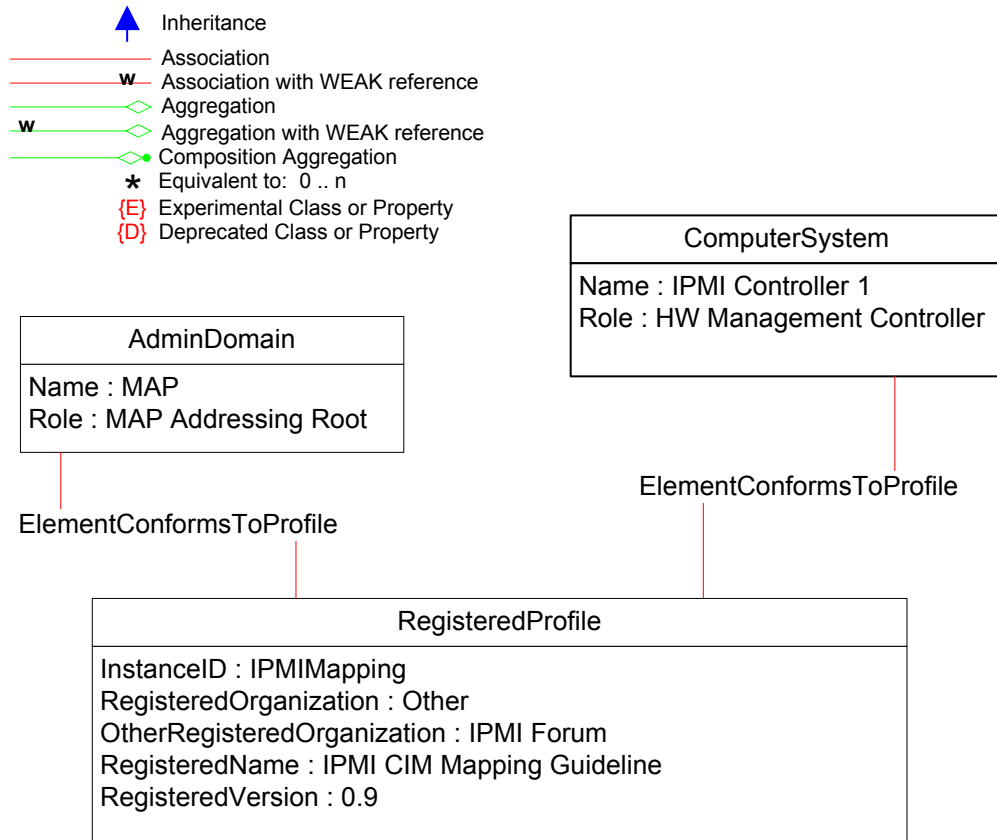 Inheritance
Association
w Association with WEAK reference
Aggregation
w Aggregation with WEAK reference
Composition Aggregation
* Equivalent to: 0 .. n
{E} Experimental Class or Property
{D} Deprecated Class or Property
ComputerSystem
Name : IPMI Controller 1
Role : HW Management Controller
AdminDomain
Name : MAP
Role : MAP Addressing Root
ElementConformsToProfile
ElementConformsToProfile
RegisteredProfile
InstanceID : IPMIMapping
RegisteredOrganization : Other
OtherRegisteredOrganization : IPMI Forum
RegisteredName : IPMI CIM Mapping Guideline
RegisteredVersion : 0.9